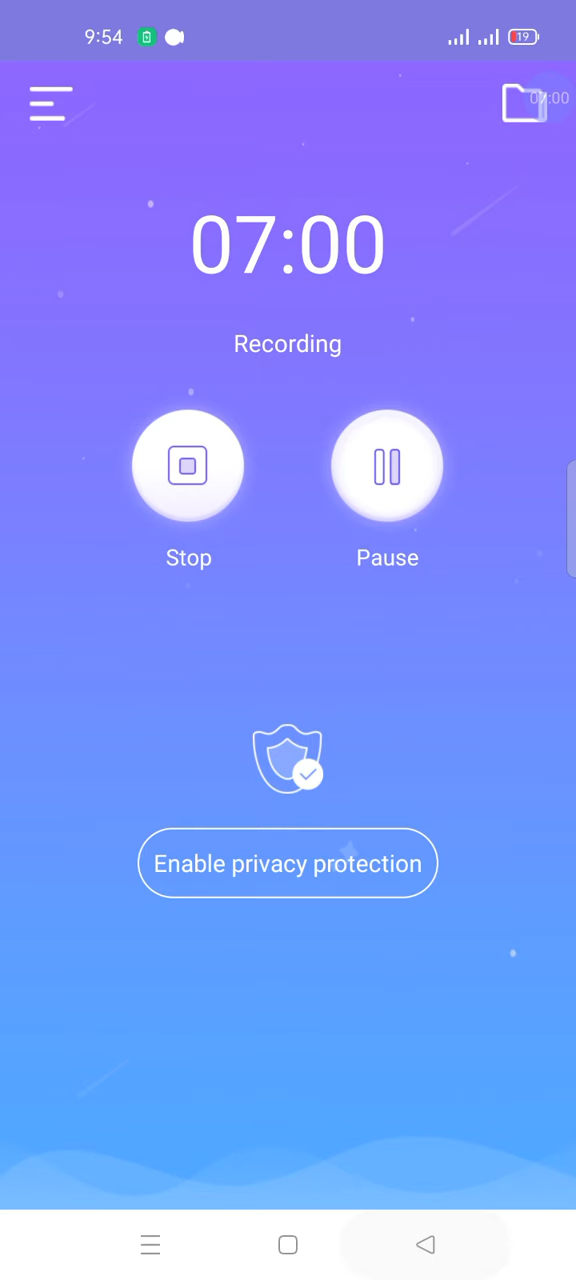 9:54
19
07:00
07:00
Recording
Stop
Pause
Enable privacy protection